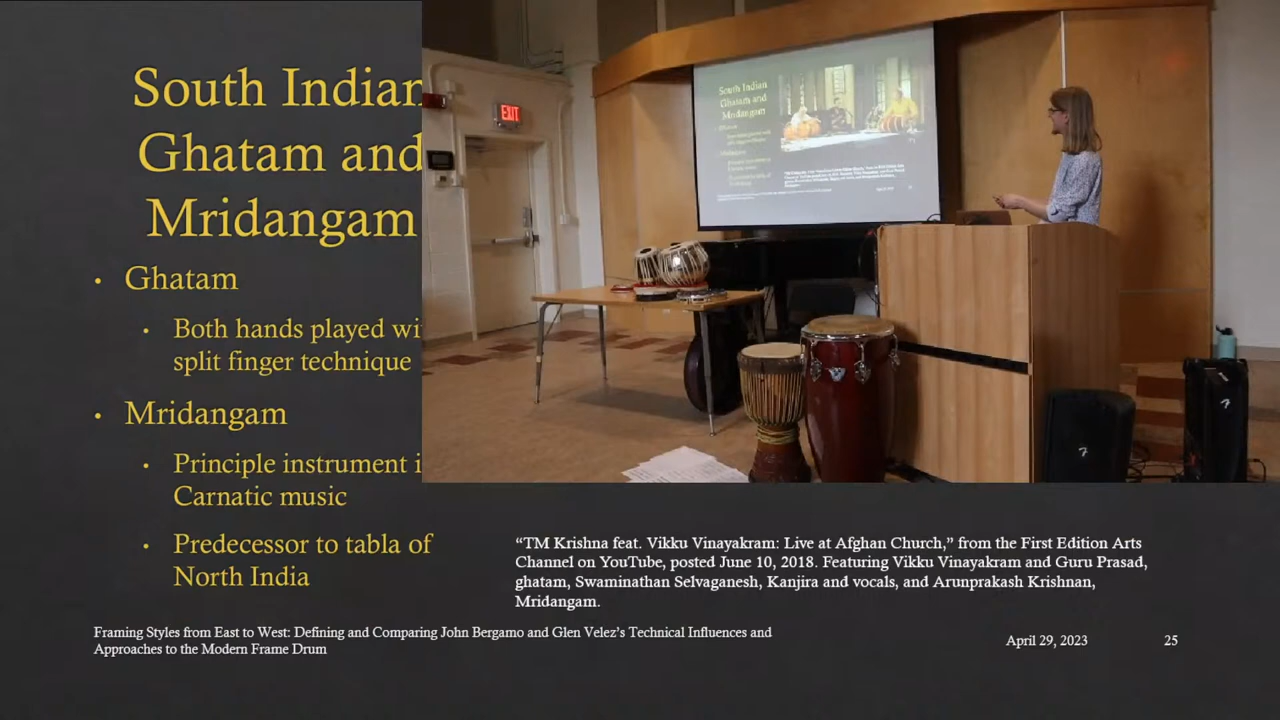 South Indian
Ghatam and
Mridangam
• Ghatam
• Both hands played wi
split finger technique
• Mridangam
• Principle instrument i
Carnatic music
• Predecessor to tabla of
North India
EXIT
South Indian
Ghatam and
Mridangam
“TM Krishna feat. Vikku Vinayakram: Live at Afghan Church,” from the First Edition Arts
Channel on YouTube, posted June 10, 2018. Featuring Vikku Vinayakram and Guru Prasad,
ghatam, Swaminathan Selvaganesh, Kanjira and vocals, and Arunprakash Krishnan,
Mridangam.
Framing Styles from East to West: Defining and Comparing John Bergamo and Glen Velez’s Technical Influences and
Approaches to the Modern Frame Drum
April 29, 2023
25